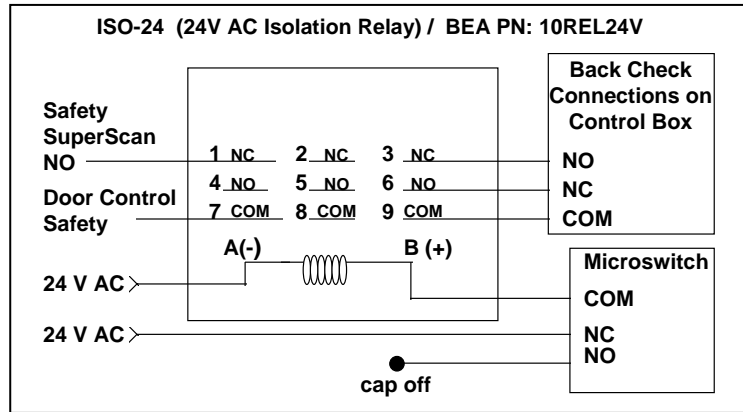 ISO-24 (24V AC Isolation Relay) / BEA PN: 10REL24V
Back Check
Connections on
Control Box
Safety
SuperScan
NO
1 NC 2 NC 3 NC
NO
4 NO 5 NO 6 NO
NC
Door Control
Safety
7 COM 8 COM 9 COM
COM
A(-) B (+)
Microswitch
24 V AC
COM
24 V AC
NC
NO
cap off